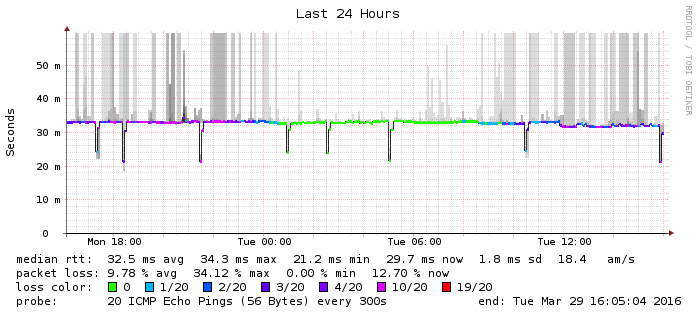 Last 24 Hours
RRDTOOL / TOBI OETIKER
Seconds
50 m
40 m
30 m
20 m
10 m
0
Mon 18:00 Tue 00:00 Tue 06:00 Tue 12:00
median rtt: 32.5 ms avg 34.3 ms max 21.2 ms min 29.7 ms now 1.8 ms sd 18.4 am/s
packet loss: 9.78 % avg 34.12 % max 0.00 % min 12.70 % now
loss color: 0 1/20 2/20 3/20 4/20 10/20 19/20
probe: 20 ICMP Echo Pings (56 Bytes) every 300s end: Tue Mar 29 16:05:04 2016